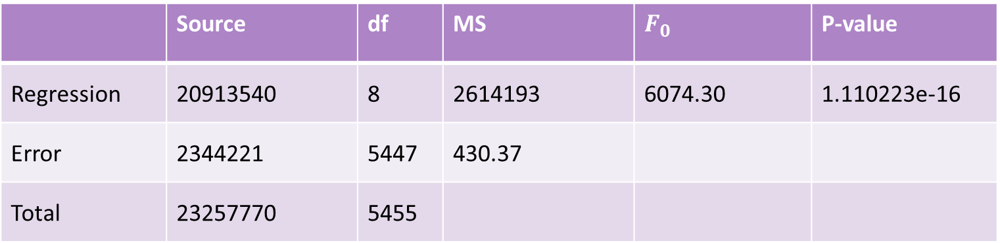 Source df MS F₀ P-value
Regression 20913540 8 2614193 6074.30 1.110223e-16
Error 2344221 5447 430.37
Total 23257770 5455